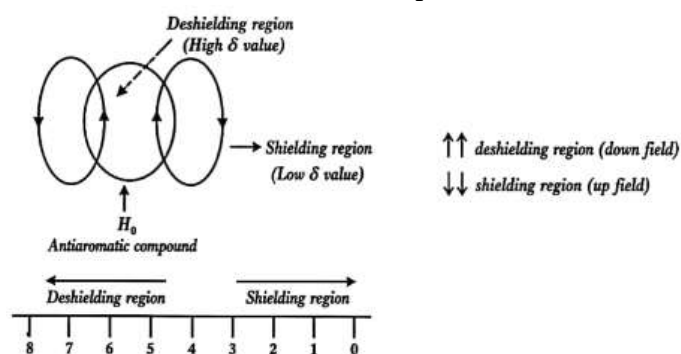 Deshielding region
(High δ value)
Shielding region
(Low δ value)
↑↑ deshielding region (down field)
↓↓ shielding region (up field)
H₀
Antiaromatic compound
Deshielding region
Shielding region
8 7 6 5 4 3 2 1 0